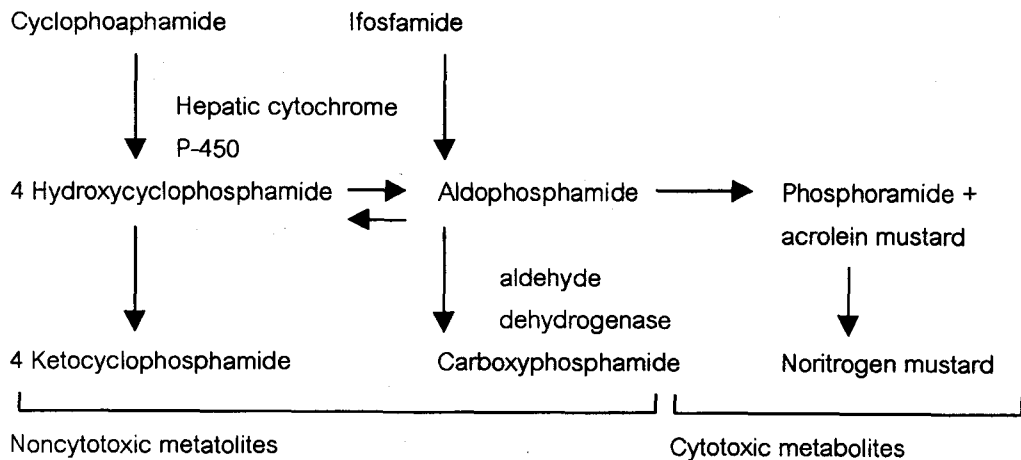 Cyclophoaphamide Ifosfamide
Hepatic cytochrome
P-450
4 Hydroxycyclophosphamide Aldophosphamide Phosphoramide +
acrolein mustard
aldehyde
dehydrogenase
4 Ketocyclophosphamide Carboxyphosphamide Noritrogen mustard
Noncytotoxic metatolites Cytotoxic metabolites